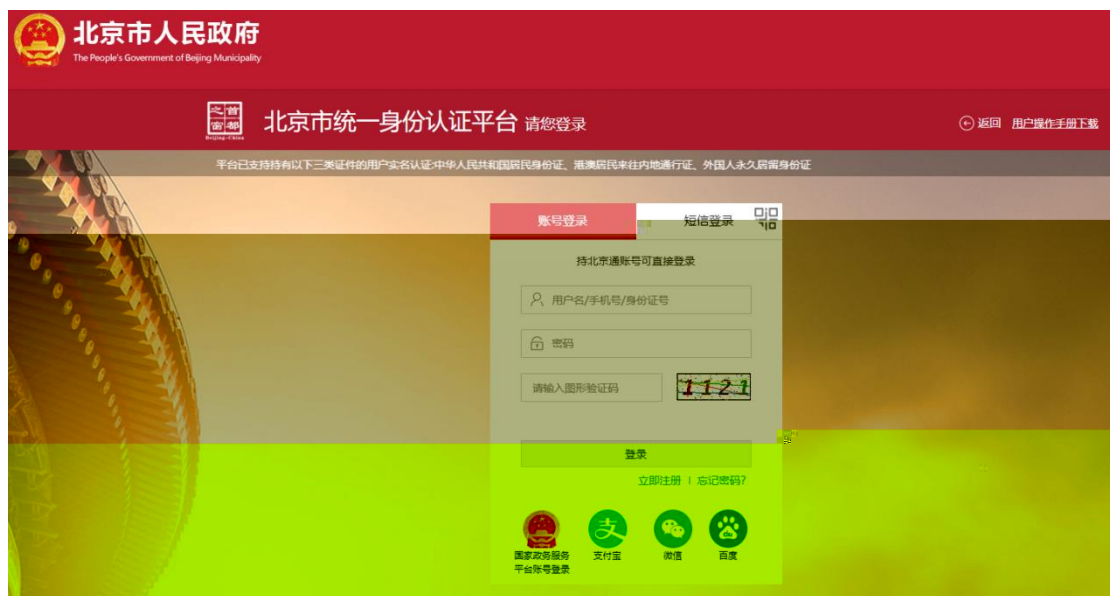 北京市人民政府
The People's Government of Beijing Municipality
首都之窗
Beijing-China
北京市统一身份认证平台 请您登录
返回 用户操作手册下载
平台已支持持有以下三类证件的用户实名认证:中华人民共和国居民身份证、港澳居民来往内地通行证、外国人永久居留身份证
账号登录 短信登录
持北京通账号可直接登录
用户名/手机号/身份证号
密码
请输入图形验证码 1121
登录
立即注册 | 忘记密码?
国家政务服务 支付宝 微信 百度
平台账号登录